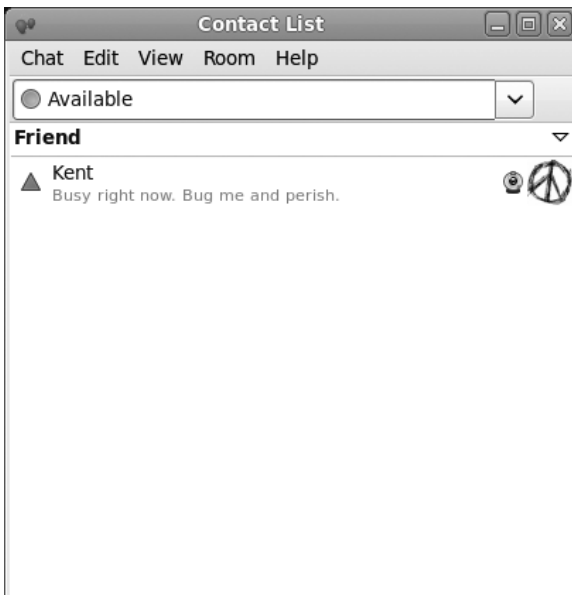 Contact List
Chat Edit View Room Help
Available
Friend
Kent
Busy right now. Bug me and perish.